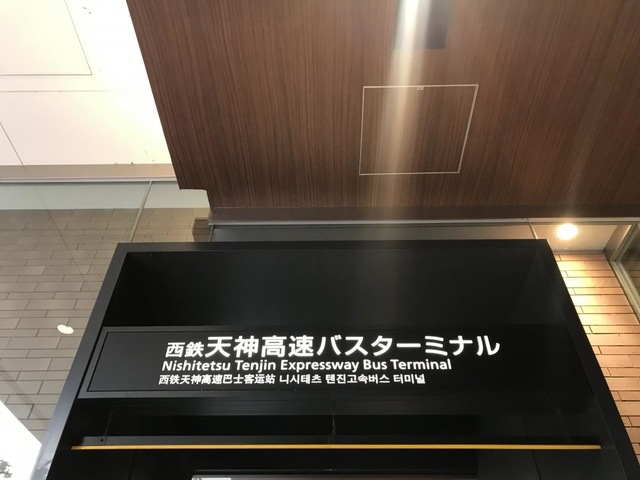 西鉄天神高速バスターミナル
Nishitetsu Tenjin Expressway Bus Terminal
西铁天神高速巴士客运站 니시테츠 텐진고속버스 터미널